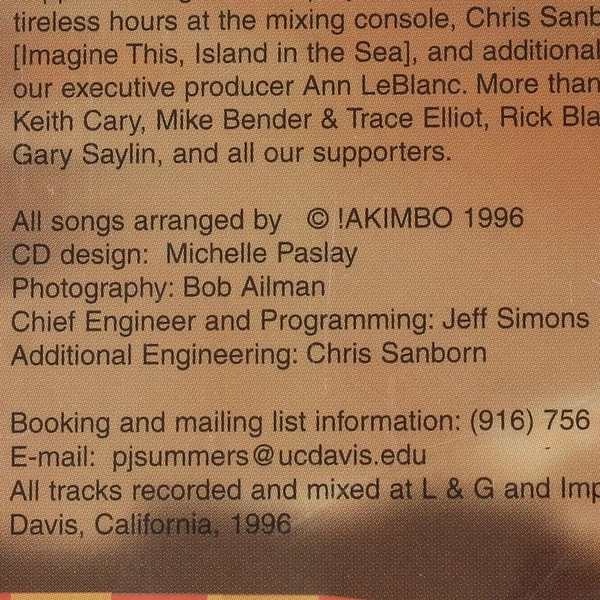 tireless hours at the mixing console, Chris Sanb
[Imagine This, Island in the Sea], and additional
our executive producer Ann LeBlanc. More than
Keith Cary, Mike Bender & Trace Elliot, Rick Bla
Gary Saylin, and all our supporters.
All songs arranged by © !AKIMBO 1996
CD design: Michelle Paslay
Photography: Bob Ailman
Chief Engineer and Programming: Jeff Simons
Additional Engineering: Chris Sanborn
Booking and mailing list information: (916) 756
E-mail: pjsummers@ucdavis.edu
All tracks recorded and mixed at L & G and Imp
Davis, California, 1996